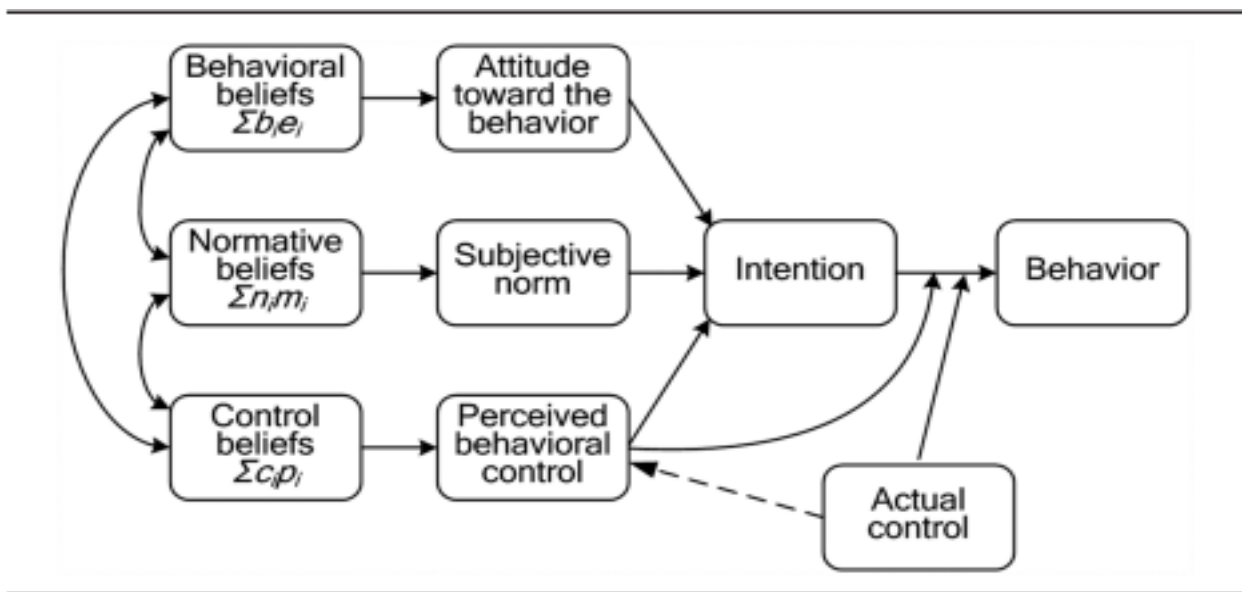 Behavioral
beliefs
Σbᵢeᵢ
Attitude
toward the
behavior
Normative
beliefs
Σnᵢmᵢ
Subjective
norm
Intention
Behavior
Control
beliefs
Σcᵢpᵢ
Perceived
behavioral
control
Actual
control